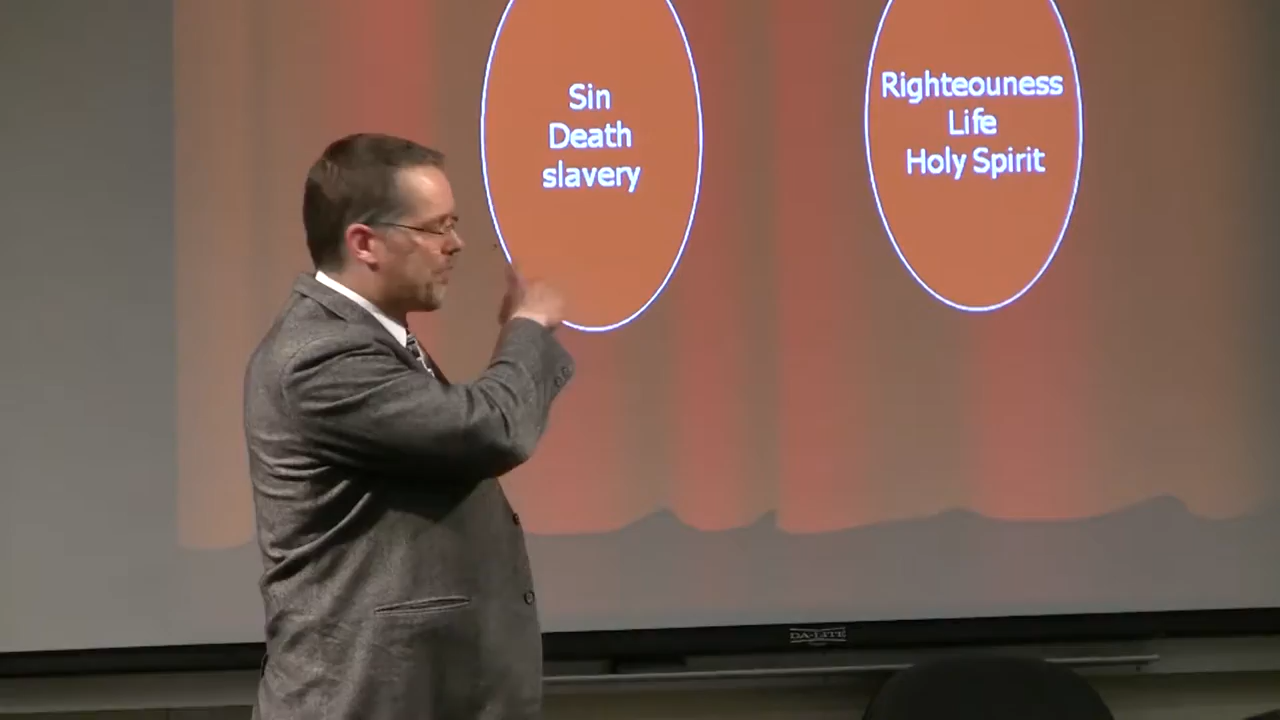 Sin
Death
slavery
Righteouness
Life
Holy Spirit
DA-LITE